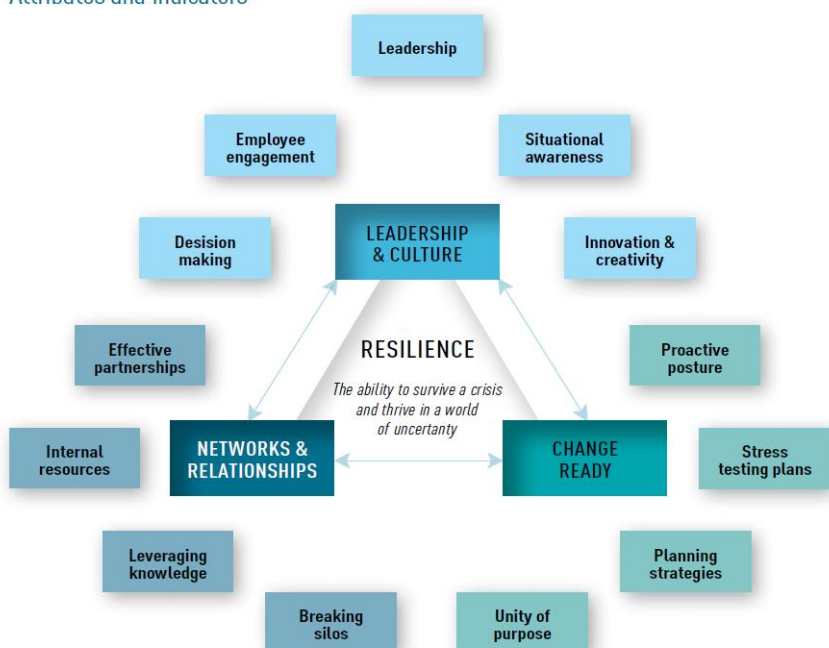 Attributes and Indicators
Leadership
Employee
engagement
Situational
awareness
Desision
making
LEADERSHIP
& CULTURE
Innovation &
creativity
Effective
partnerships
RESILIENCE
Proactive
posture
The ability to survive a crisis
and thrive in a world
of uncertanty
Internal
resources
NETWORKS &
RELATIONSHIPS
CHANGE
READY
Stress
testing plans
Leveraging
knowledge
Planning
strategies
Breaking
silos
Unity of
purpose